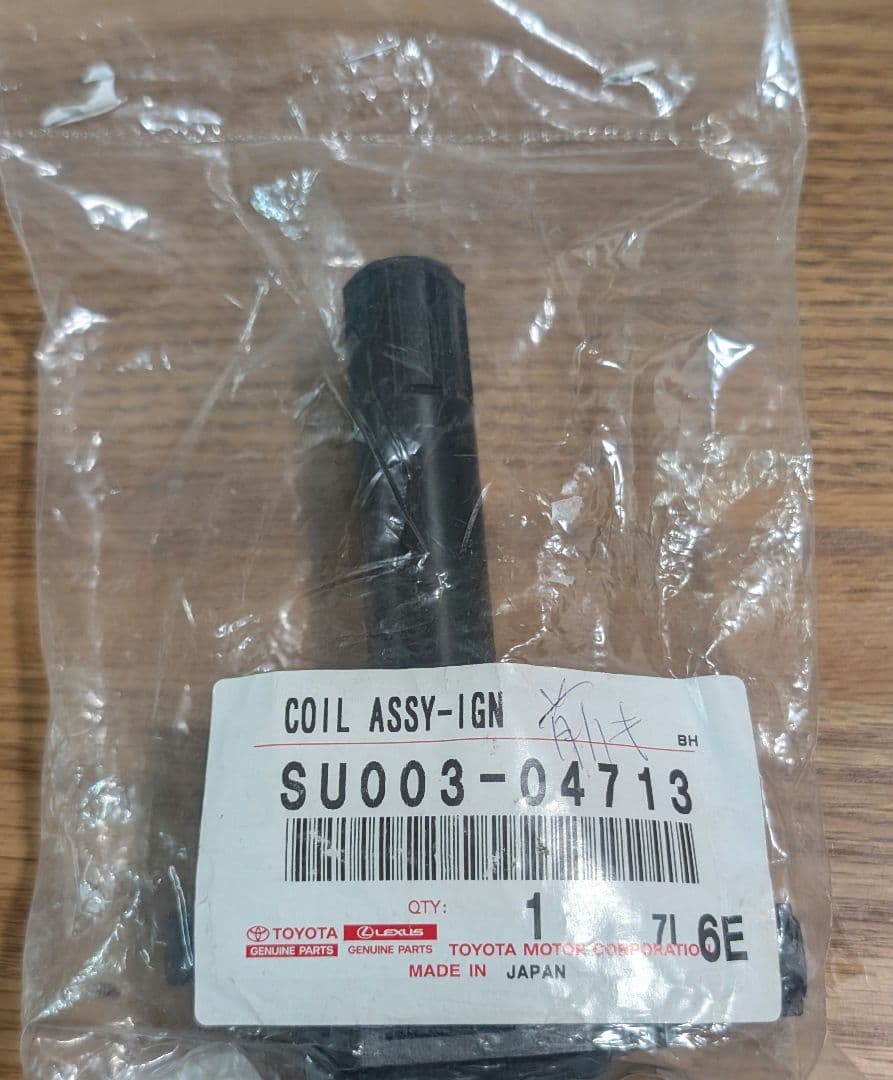 COIL ASSY-IGN
BH
SU003-04713
QTY: 1
7I 6E
TOYOTA
GENUINE PARTS
LEXUS
GENUINE PARTS
TOYOTA MOTOR CORPORATION
MADE IN JAPAN